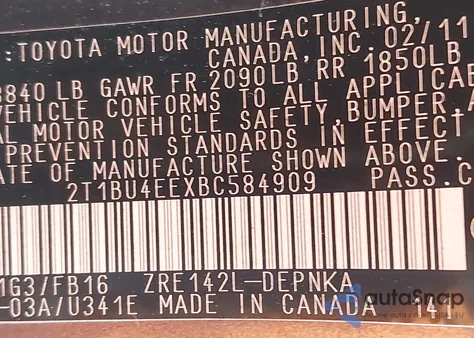 TOYOTA MOTOR MANUFACTURING,
CANADA, INC. 02/11
3840 LB GAWR FR 2090LB, RR 1850LB
VEHICLE CONFORMS TO ALL APPLICA
MOTOR VEHICLE SAFETY, BUMPER,
PREVENTION STANDARDS IN EFFECT
OF MANUFACTURE SHOWN ABOVE.
2T1BU4EEXBC584909 PASS.C
1G3/FB16 ZRE142L-DEPNKA
-03A/U341E MADE IN CANADA 141
autoSnap